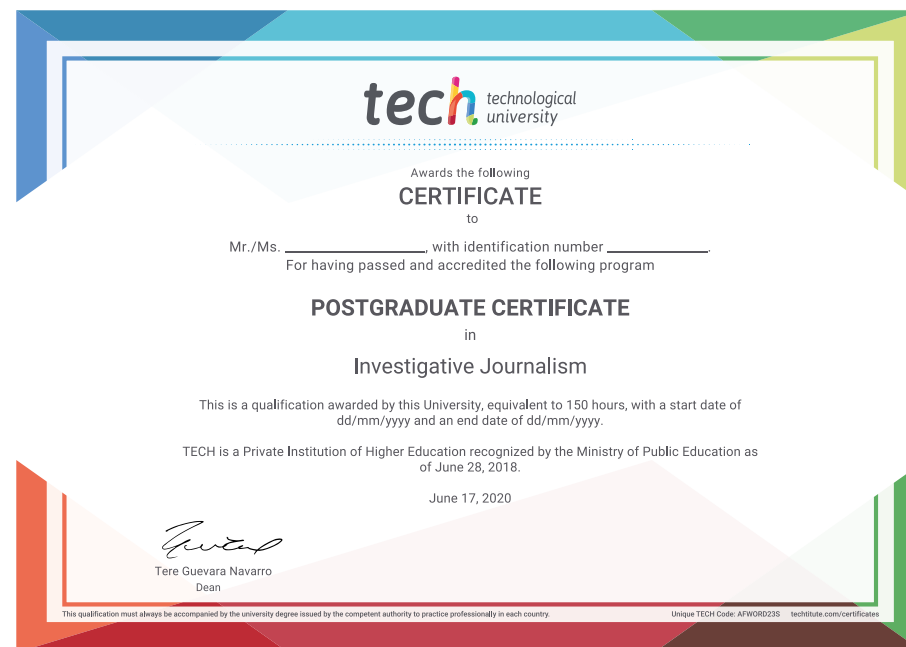 tech technological
university
Awards the following
CERTIFICATE
to
Mr./Ms. ____________________, with identification number ______________.
For having passed and accredited the following program
POSTGRADUATE CERTIFICATE
in
Investigative Journalism
This is a qualification awarded by this University, equivalent to 150 hours, with a start date of
dd/mm/yyyy and an end date of dd/mm/yyyy.
TECH is a Private Institution of Higher Education recognized by the Ministry of Public Education as
of June 28, 2018.
June 17, 2020
Tere Guevara Navarro
Dean
This qualification must always be accompanied by the university degree issued by the competent authority to practice professionally in each country. Unique TECH Code: AFWORD23S techtitute.com/certificates